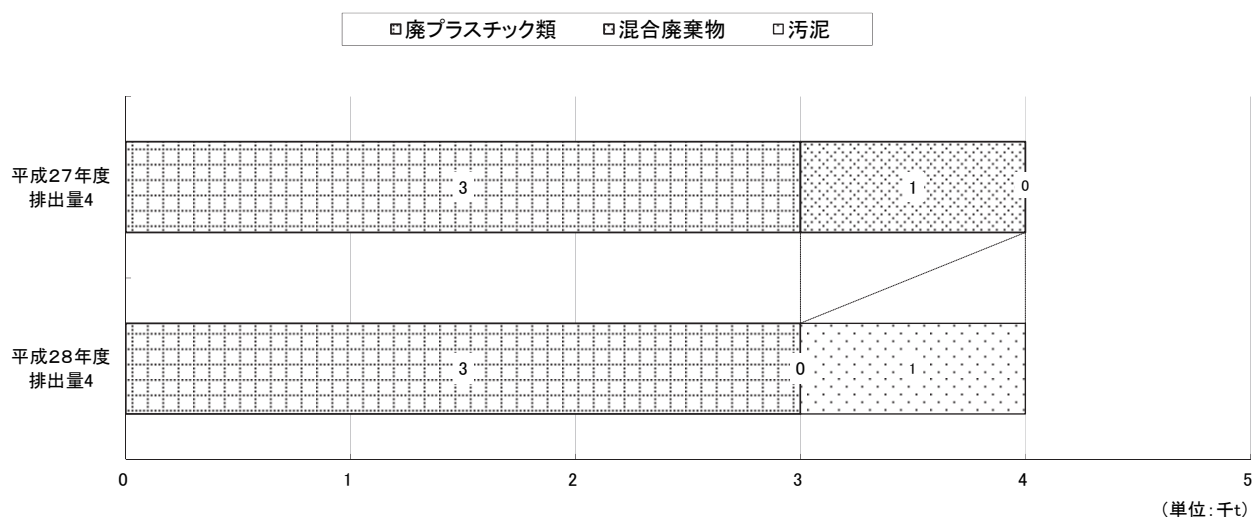 廃プラスチック類 混合廃棄物 汚泥
平成27年度
排出量4
3 1 0
平成28年度
排出量4
3 0 1
0 1 2 3 4 5
(単位:千t)